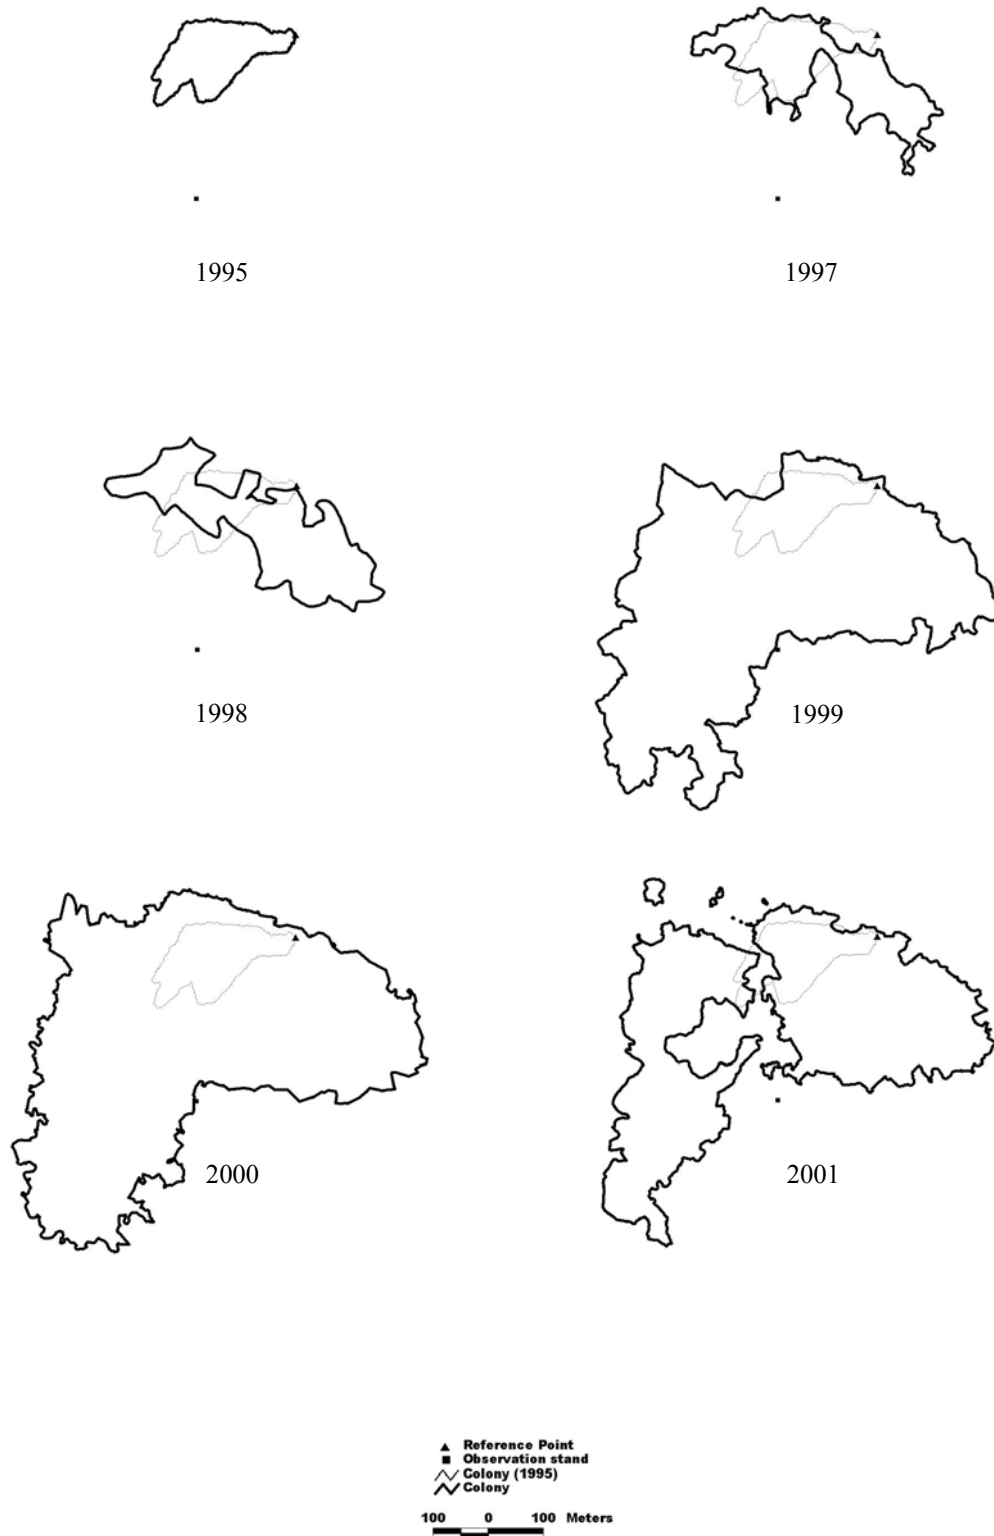 1995
1997
1998
1999
2000
2001
Reference Point
Observation stand
Colony (1995)
Colony
100 0 100 Meters